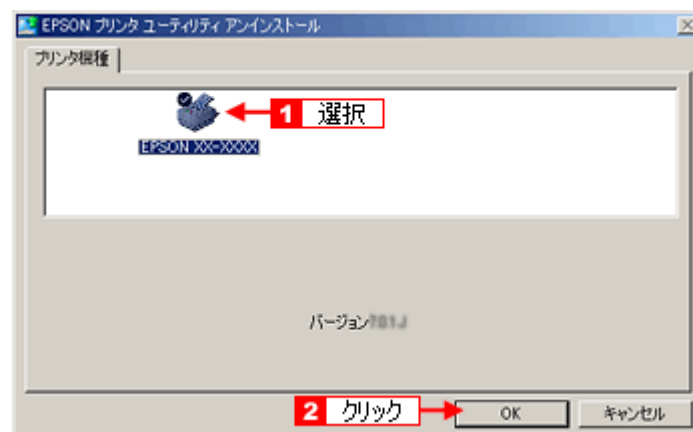 EPSON プリンタ ユーティリティ アンインストール
プリンタ機種
1 選択
EPSON XX-XXXX
バージョン
2 クリック
OK
キャンセル